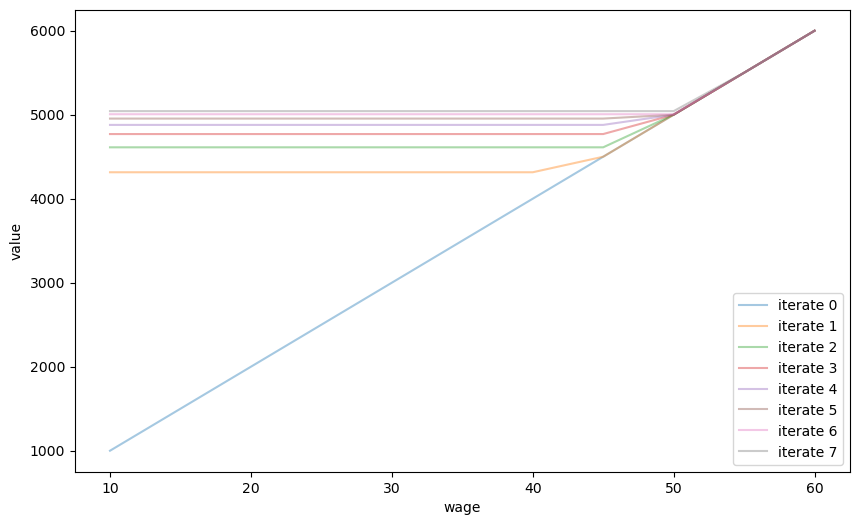 6000
5000
4000
3000
2000
1000
value
10 20 30 40 50 60
wage
iterate 0
iterate 1
iterate 2
iterate 3
iterate 4
iterate 5
iterate 6
iterate 7